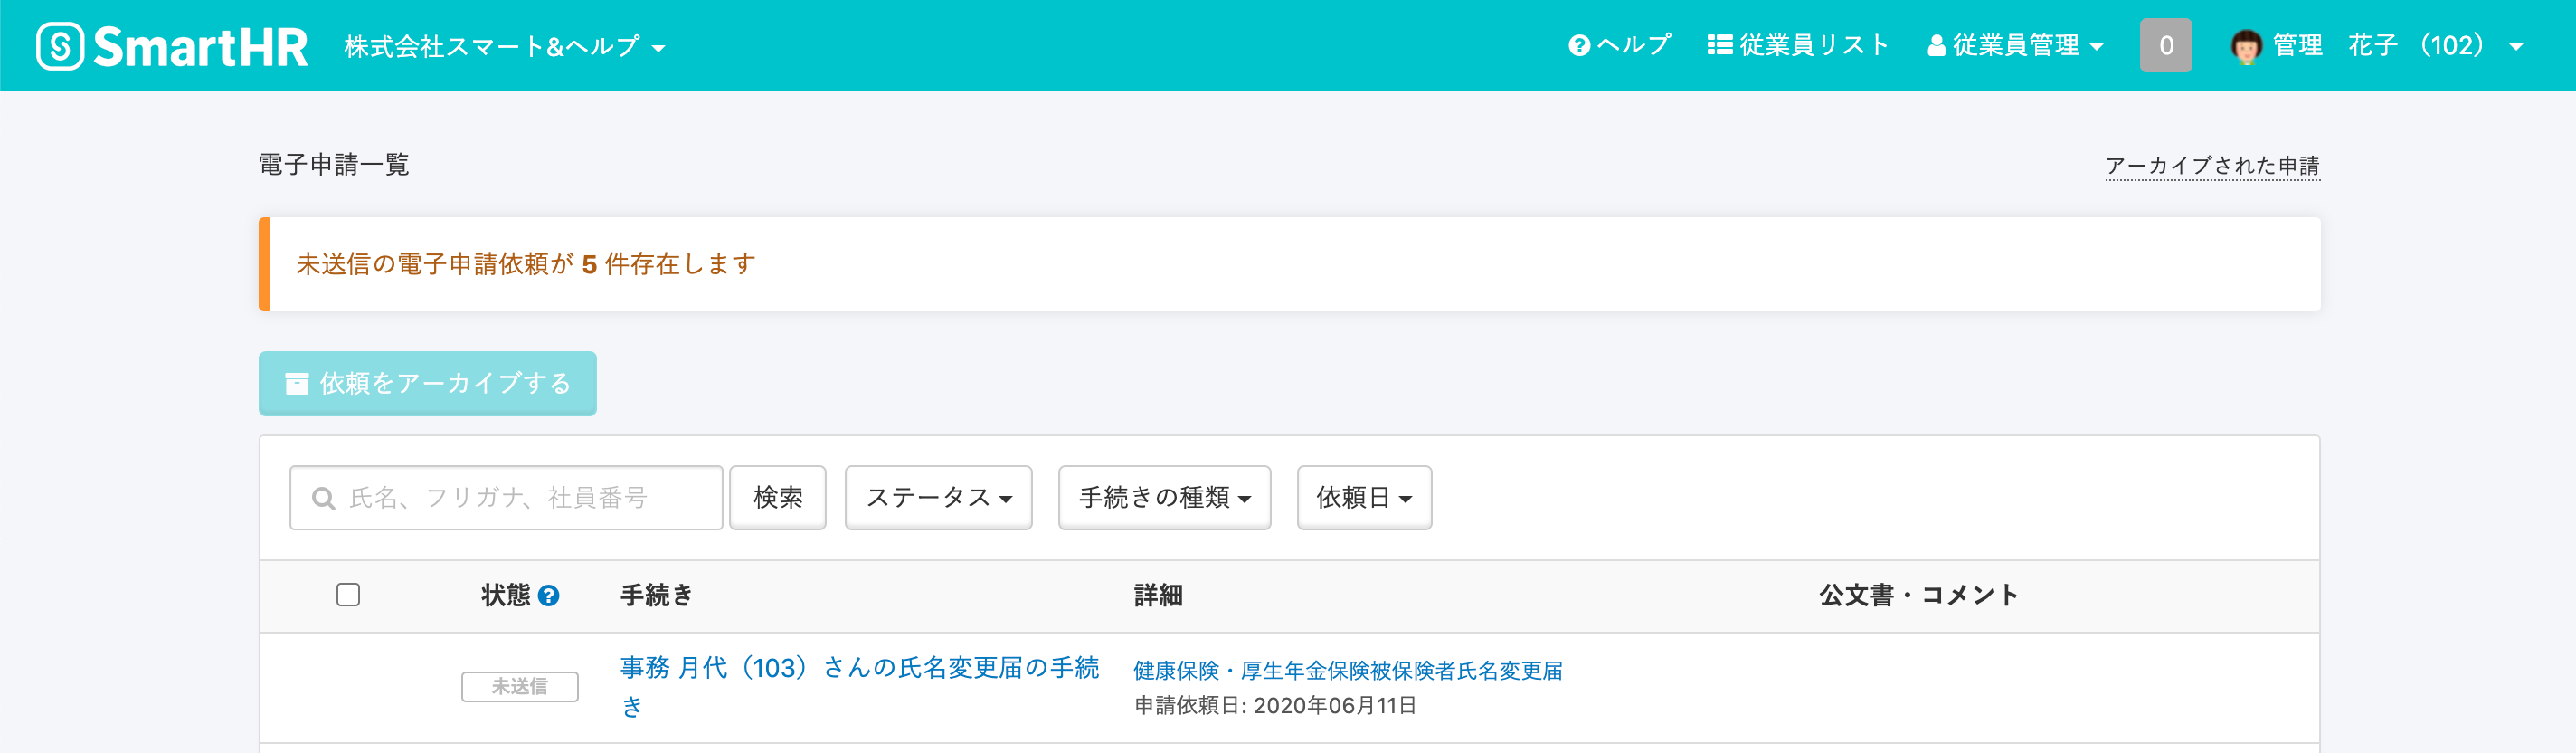 SmartHR 株式会社スマート&ヘルプ ヘルプ 従業員リスト 従業員管理 0 管理 花子 (102)
電子申請一覧 アーカイブされた申請
未送信の電子申請依頼が 5 件存在します
依頼をアーカイブする
氏名、フリガナ、社員番号 検索 ステータス 手続きの種類 依頼日
状態 手続き 詳細 公文書・コメント
未送信 事務 月代（103）さんの氏名変更届の手続
き
健康保険・厚生年金保険被保険者氏名変更届
申請依頼日: 2020年06月11日